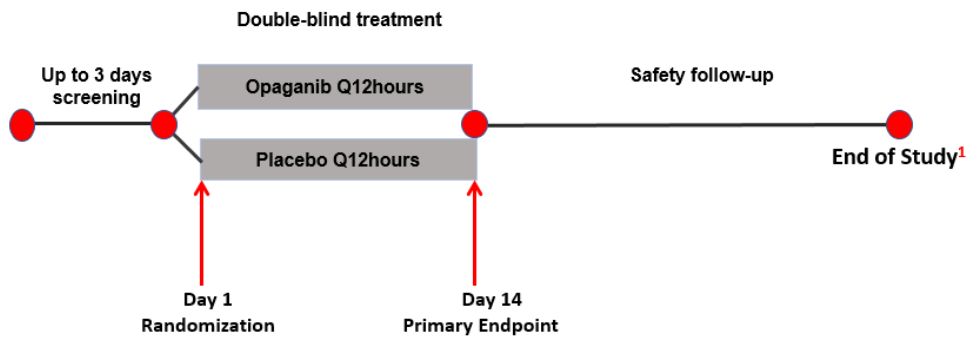 Double-blind treatment
Up to 3 days
screening
Opaganib Q12hours
Placebo Q12hours
Safety follow-up
End of Study1
Day 1
Randomization
Day 14
Primary Endpoint